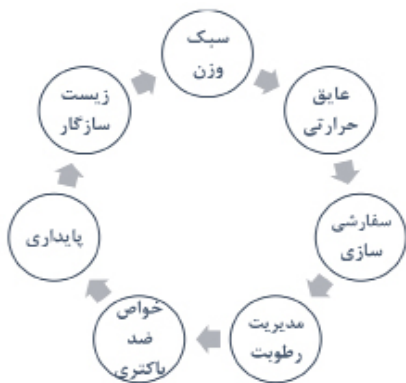 سبک
وزن
عایق
حرارتی
سفارشی
سازی
مدیریت
رطوبت
خواص
ضد
باکتری
پایداری
زیست
سازگار